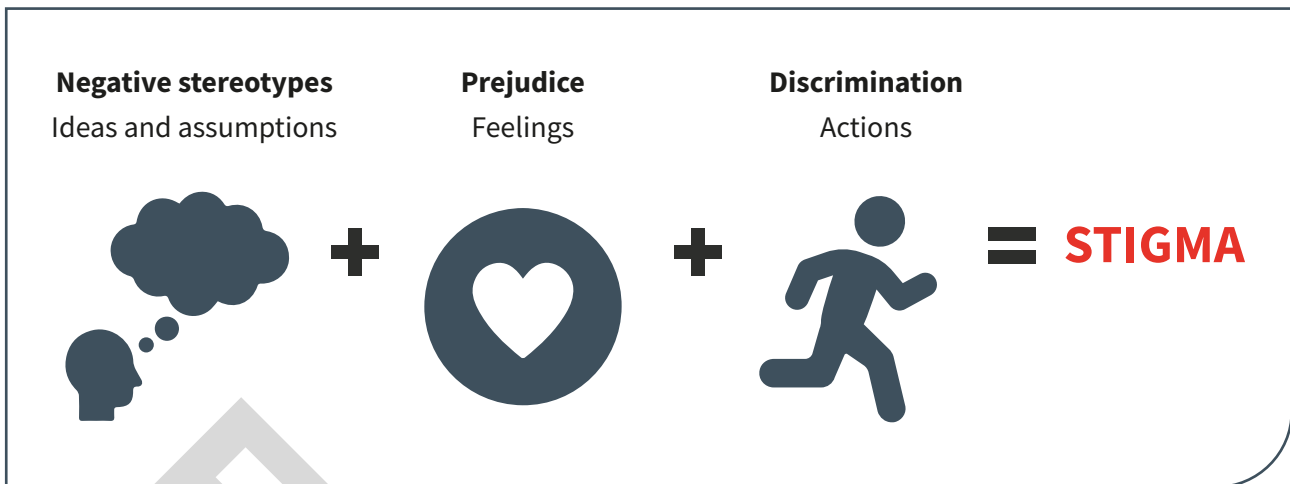 Negative stereotypes
Ideas and assumptions
Prejudice
Feelings
Discrimination
Actions
+
+
= STIGMA